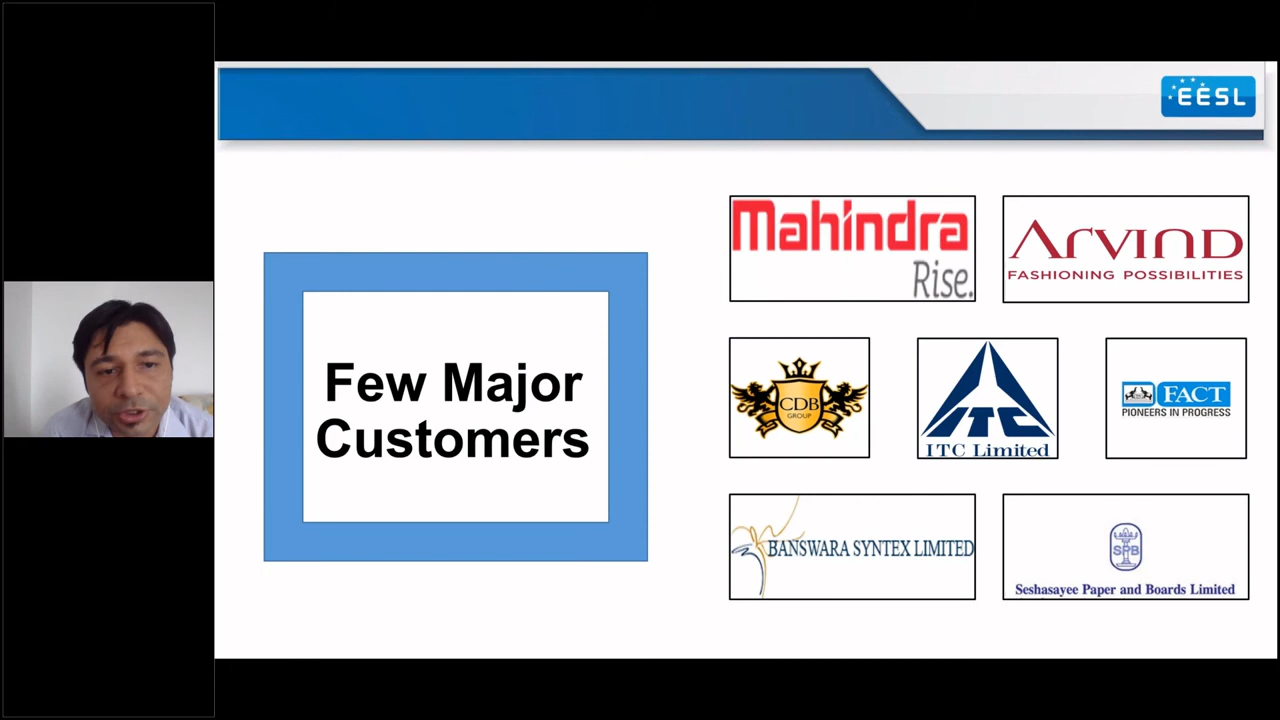 EESL
Mahindra
Rise.
ARVIND
FASHIONING POSSIBILITIES
Few Major
Customers
CDB
GROUP
ITC
ITC Limited
FACT
PIONEERS IN PROGRESS
BANSWARA SYNTEX LIMITED
SPB
Seshasayee Paper and Boards Limited